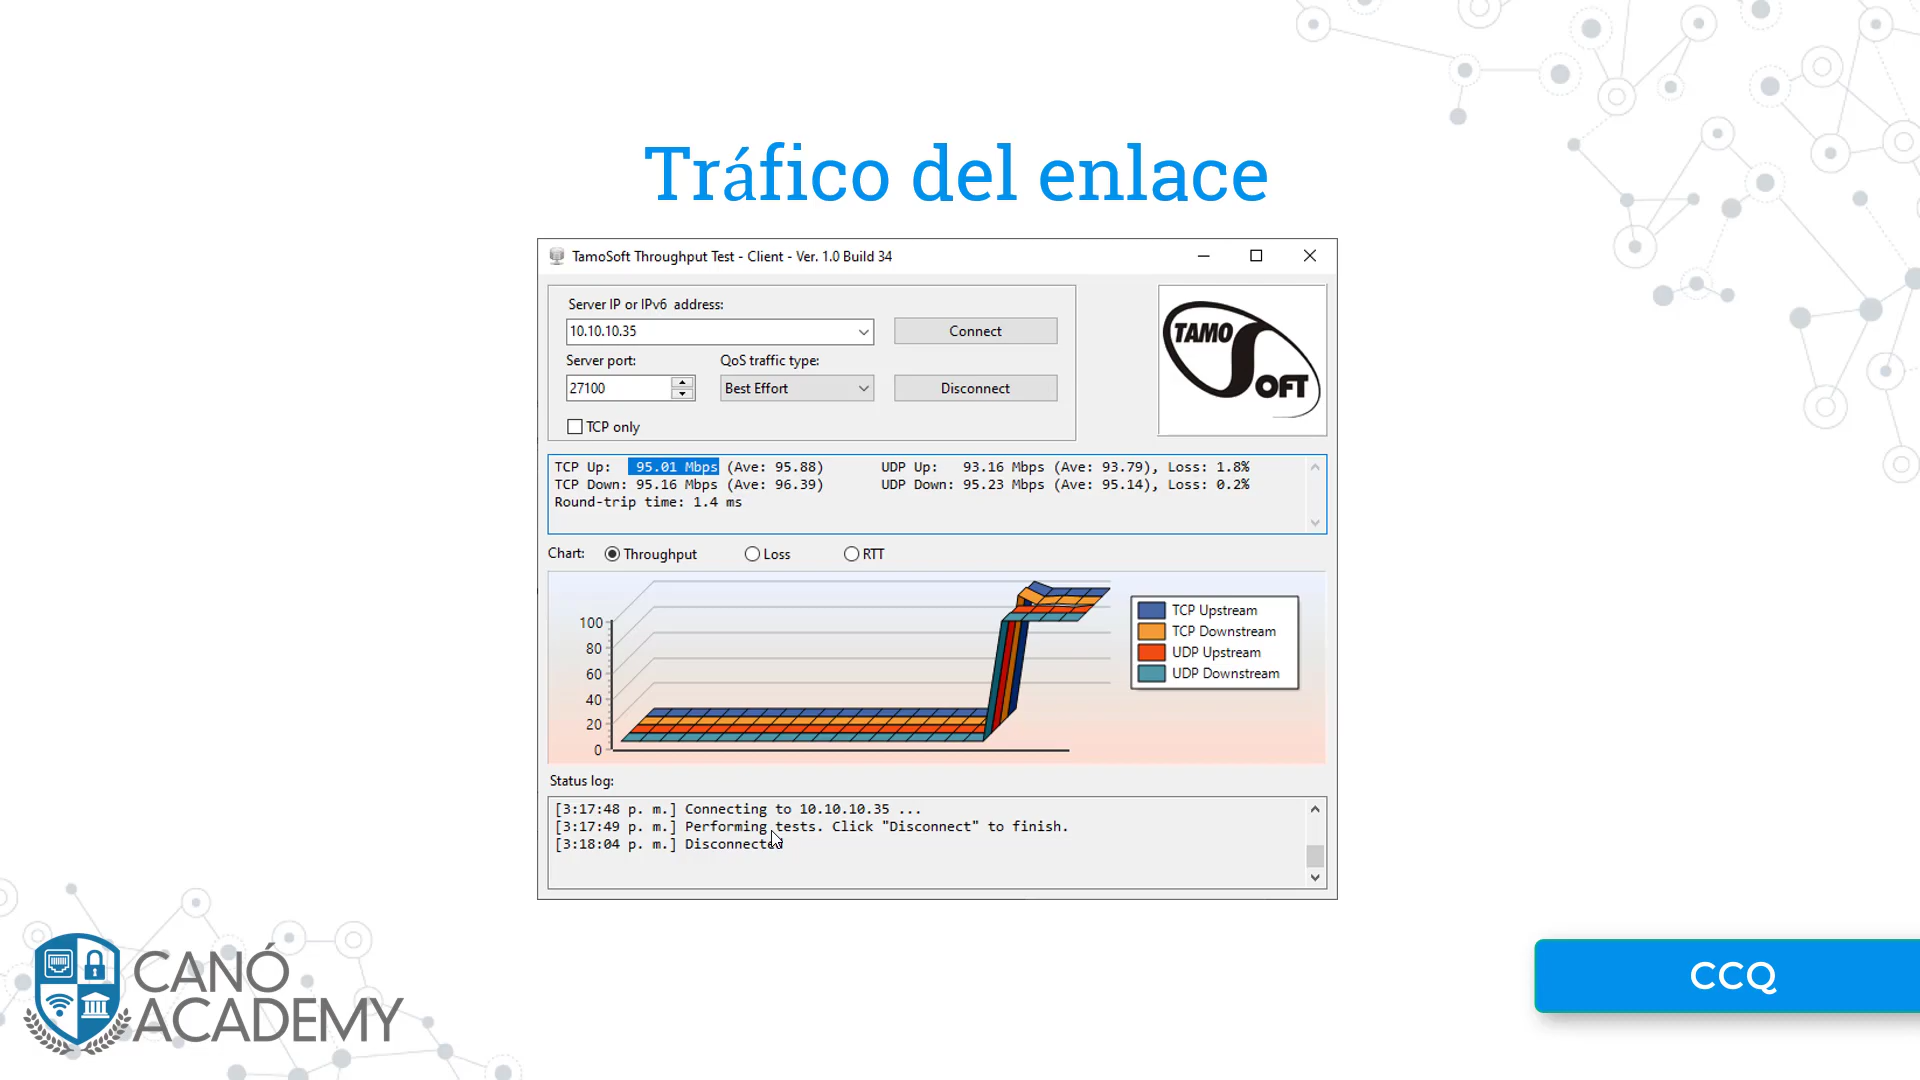 Tráfico del enlace
TamoSoft Throughput Test - Client - Ver. 1.0 Build 34
Server IP or IPv6 address:
10.10.10.35
Connect
Server port:
QoS traffic type:
27100
Best Effort
Disconnect
TCP only
TAMO
SOFT
TCP Up: 95.01 Mbps (Ave: 95.88) UDP Up: 93.16 Mbps (Ave: 93.79), Loss: 1.8%
TCP Down: 95.16 Mbps (Ave: 96.39) UDP Down: 95.23 Mbps (Ave: 95.14), Loss: 0.2%
Round-trip time: 1.4 ms
Chart: Throughput Loss RTT
100
80
60
40
20
0
TCP Upstream
TCP Downstream
UDP Upstream
UDP Downstream
Status log:
[3:17:48 p. m.] Connecting to 10.10.10.35 ...
[3:17:49 p. m.] Performing tests. Click "Disconnect" to finish.
[3:18:04 p. m.] Disconnected
CANÓ
ACADEMY
CCQ